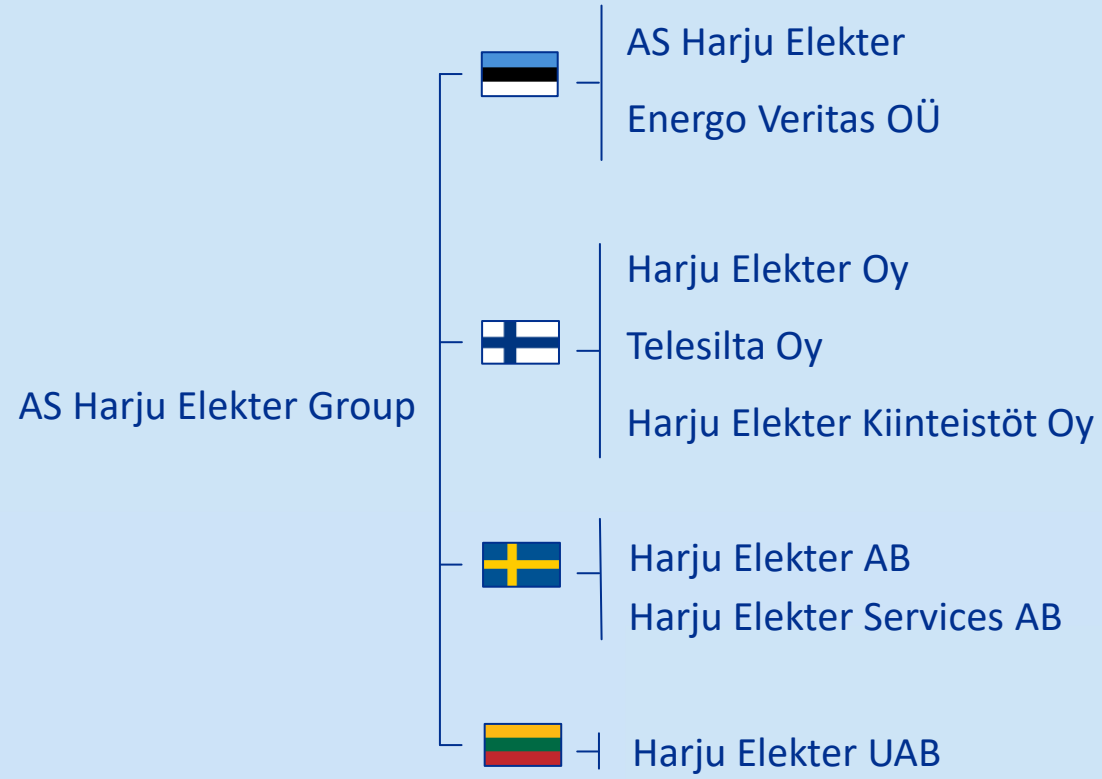 AS Harju Elekter
Energo Veritas OÜ
Harju Elekter Oy
Telesilta Oy
AS Harju Elekter Group
Harju Elekter Kiinteistöt Oy
Harju Elekter AB
Harju Elekter Services AB
Harju Elekter UAB